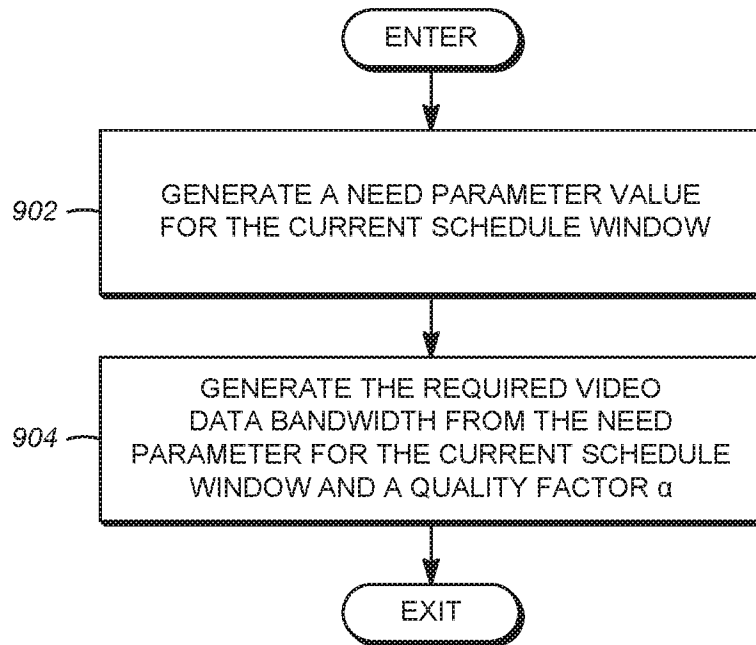 ENTER
902
GENERATE A NEED PARAMETER VALUE
FOR THE CURRENT SCHEDULE WINDOW
904
GENERATE THE REQUIRED VIDEO
DATA BANDWIDTH FROM THE NEED
PARAMETER FOR THE CURRENT SCHEDULE
WINDOW AND A QUALITY FACTOR α
EXIT